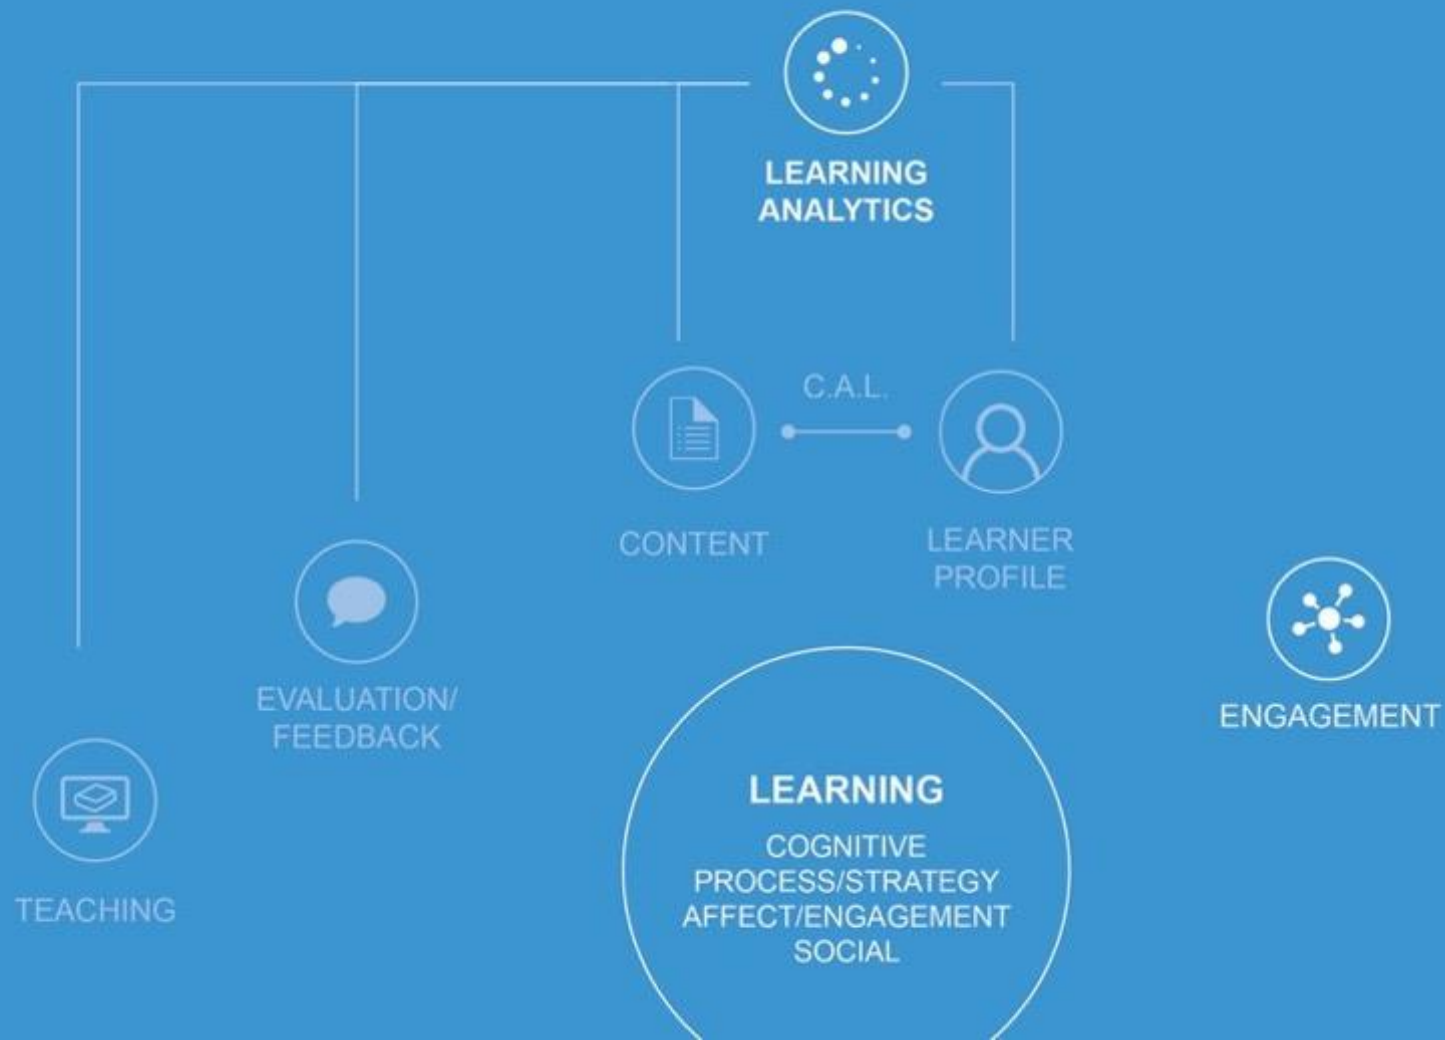 LEARNING
ANALYTICS
C.A.L.
CONTENT
LEARNER
PROFILE
EVALUATION/
FEEDBACK
ENGAGEMENT
TEACHING
LEARNING
COGNITIVE
PROCESS/STRATEGY
AFFECT/ENGAGEMENT
SOCIAL